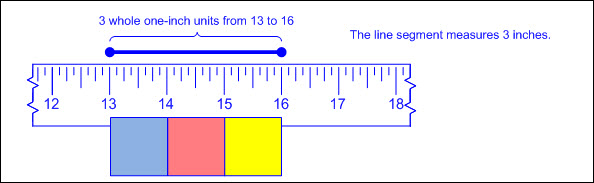 3 whole one-inch units from 13 to 16
The line segment measures 3 inches.
12 13 14 15 16 17 18